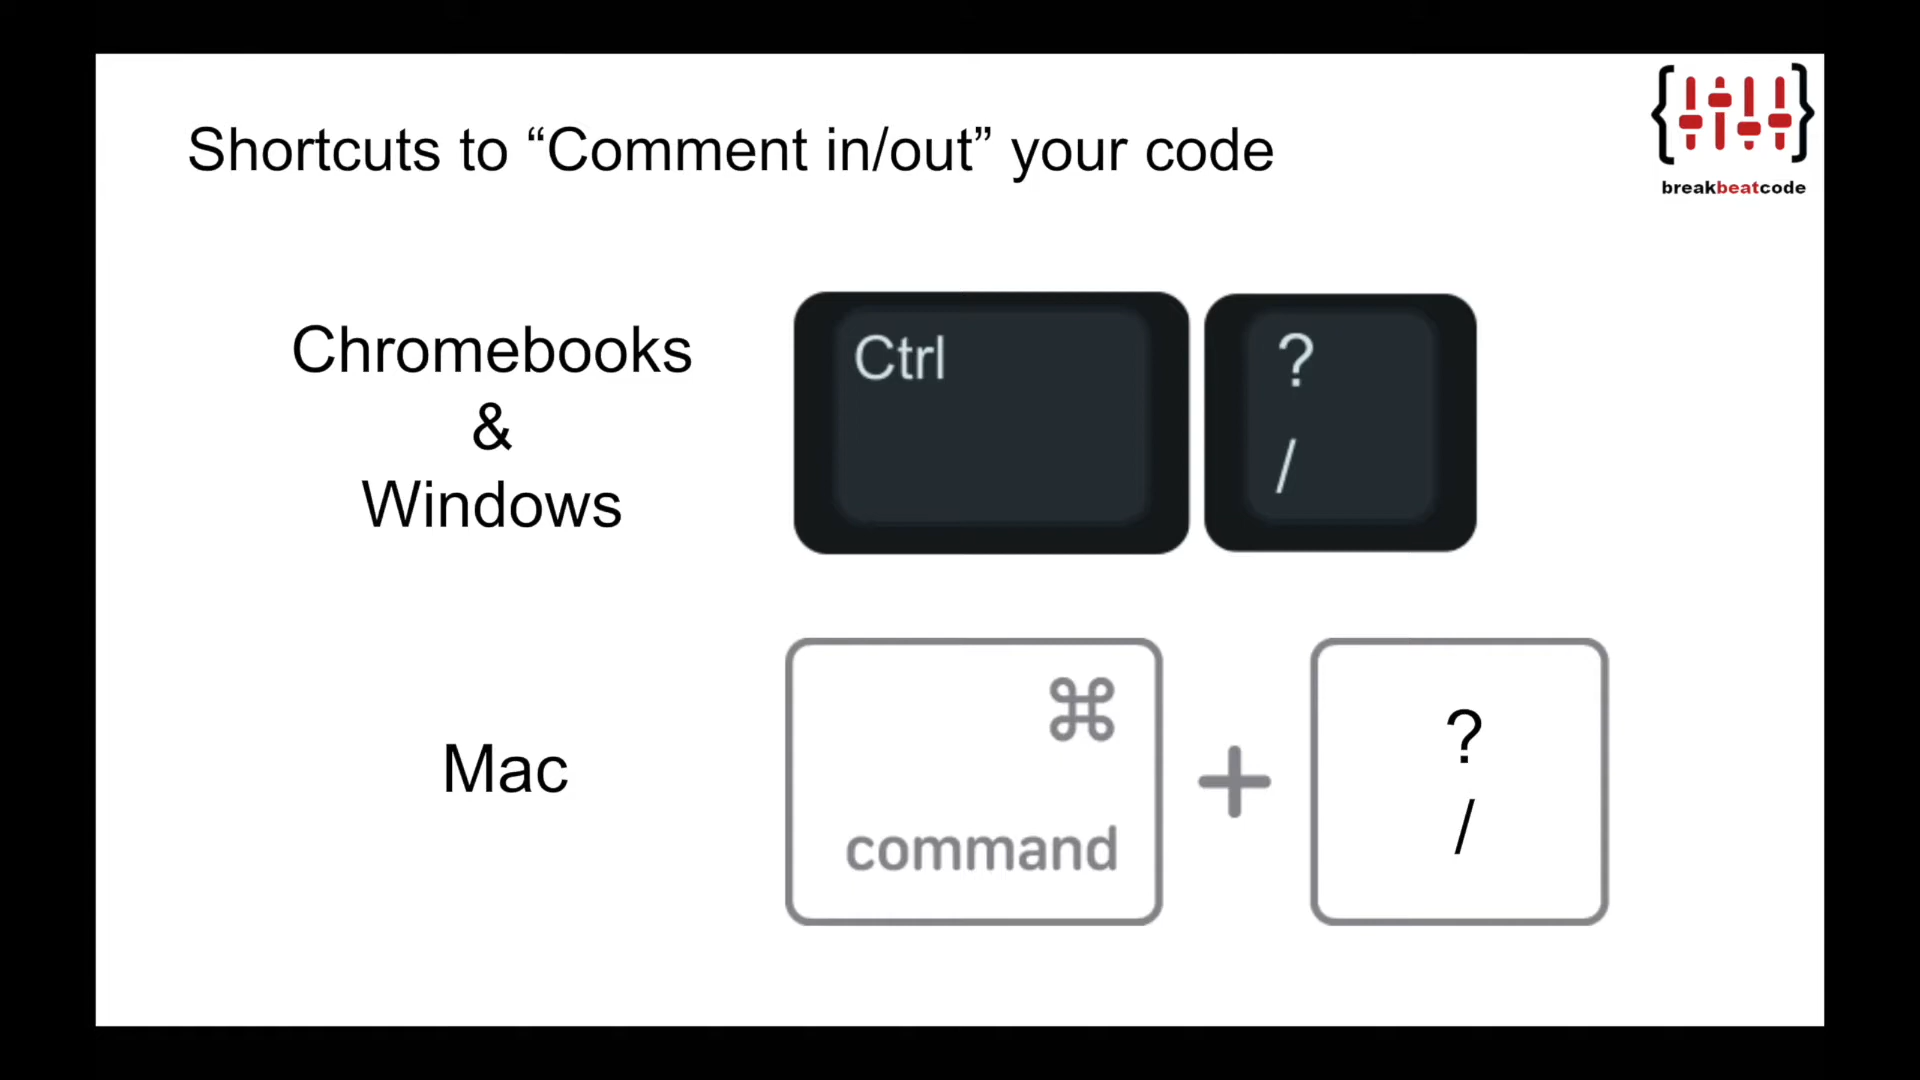 Shortcuts to “Comment in/out” your code
breakbeatcode
Chromebooks
&
Windows
Ctrl
?
/
Mac
⌘
command
+
?
/